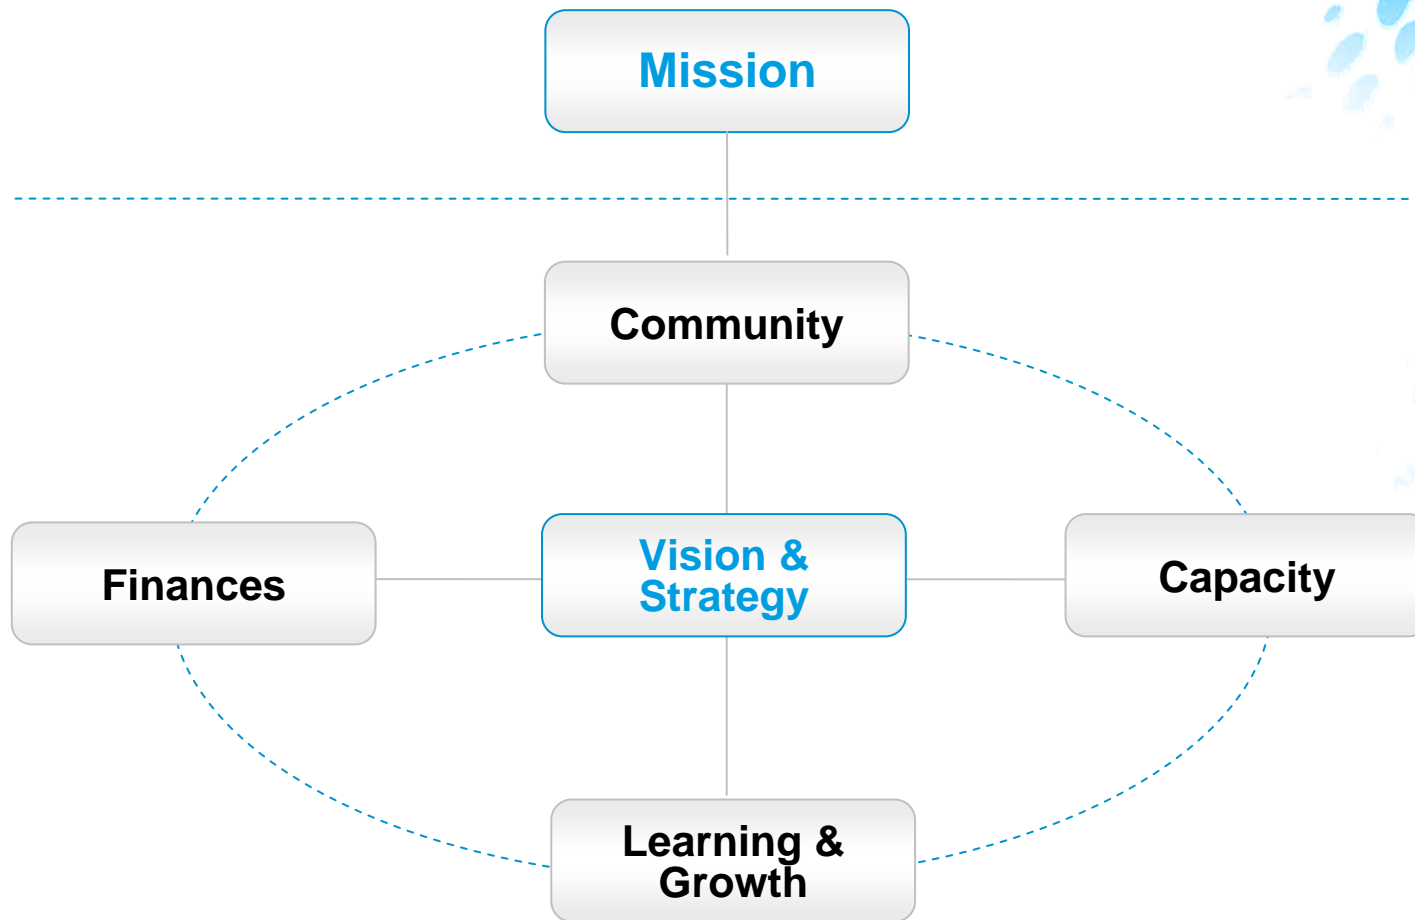 Mission
Community
Finances
Vision &
Strategy
Capacity
Learning &
Growth